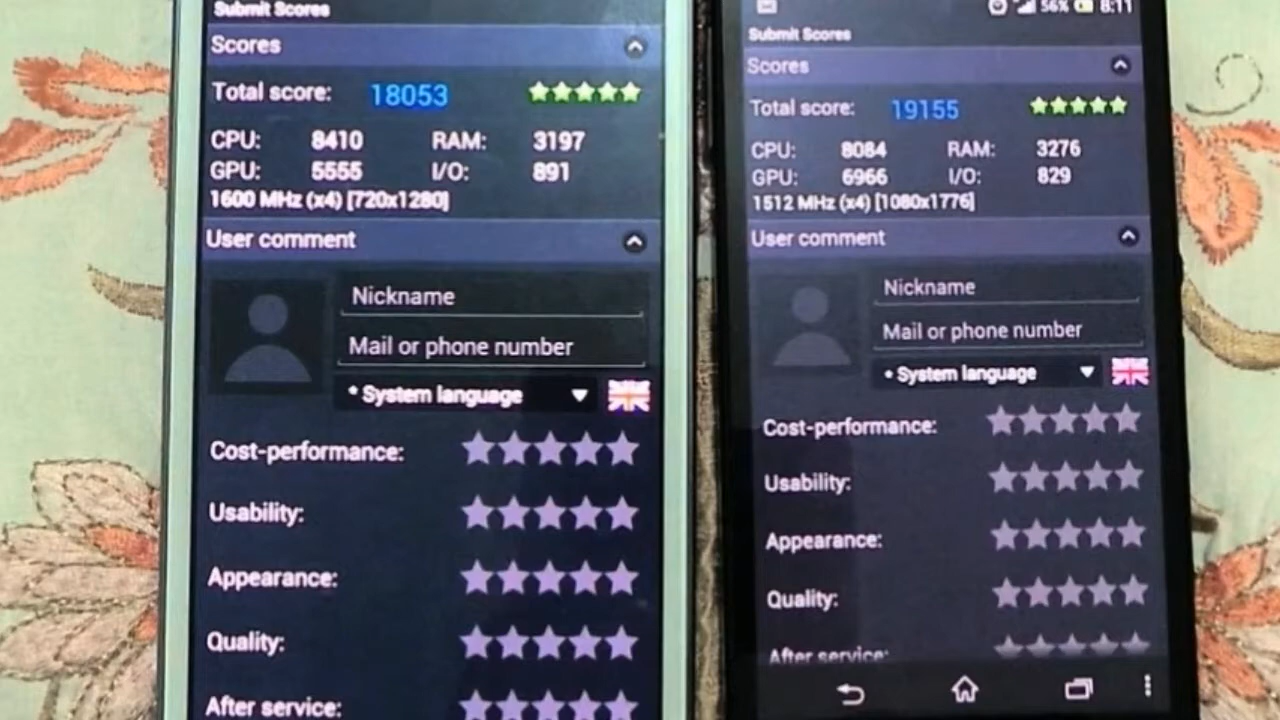 Submit Scores
Scores
Total score: 18053
CPU: 8410 RAM: 3197
GPU: 5555 I/O: 891
1600 MHz (x4) [720x1280]
User comment
Nickname
Mail or phone number
* System language
Cost-performance:
Usability:
Appearance:
Quality:
After service:
56% 8:11
Submit Scores
Scores
Total score: 19155
CPU: 8084 RAM: 3276
GPU: 6966 I/O: 829
1512 MHz (x4) [1080x1776]
User comment
Nickname
Mail or phone number
* System language
Cost-performance:
Usability:
Appearance:
Quality:
After service: